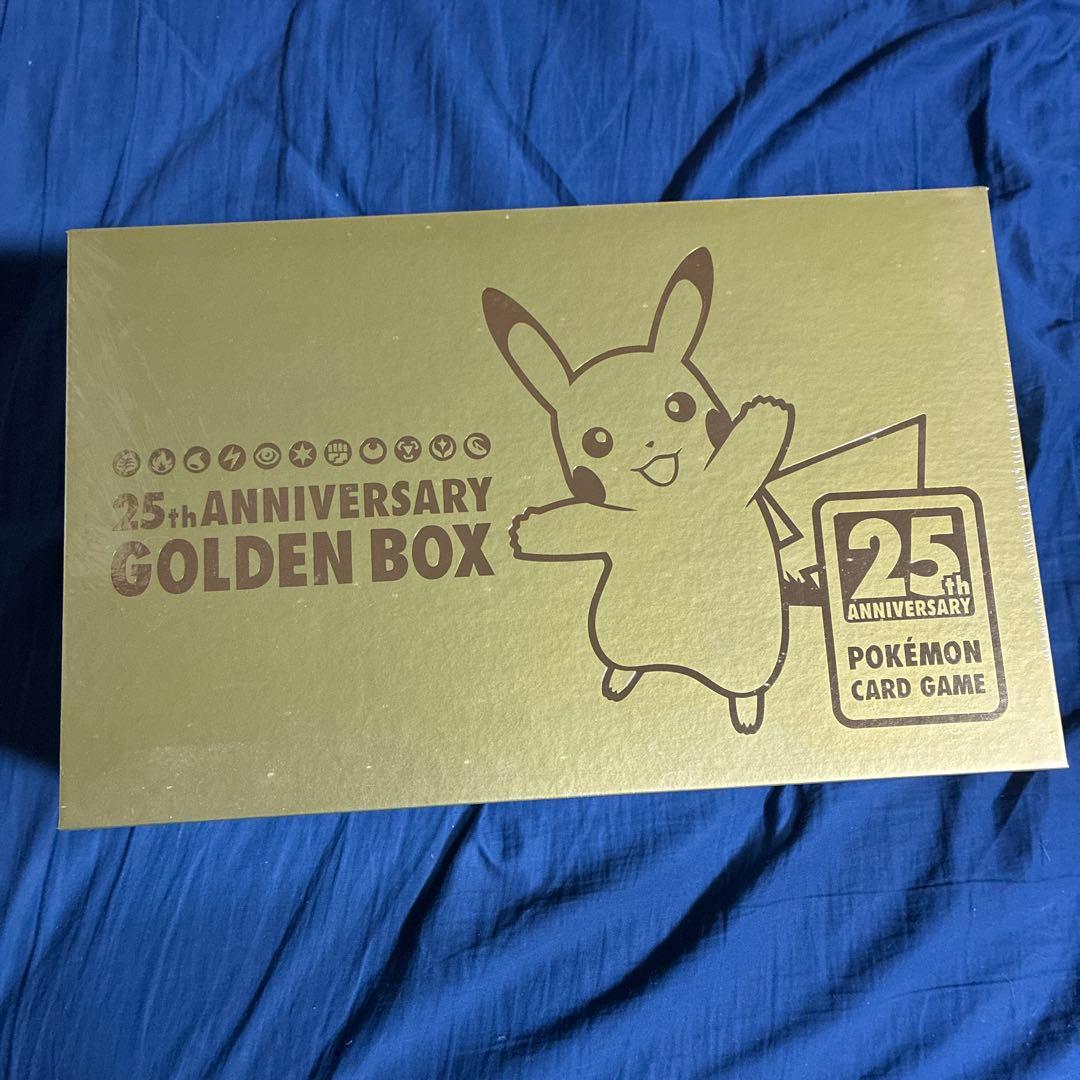 25th ANNIVERSARY
GOLDEN BOX
25th
ANNIVERSARY
POKÉMON
CARD GAME